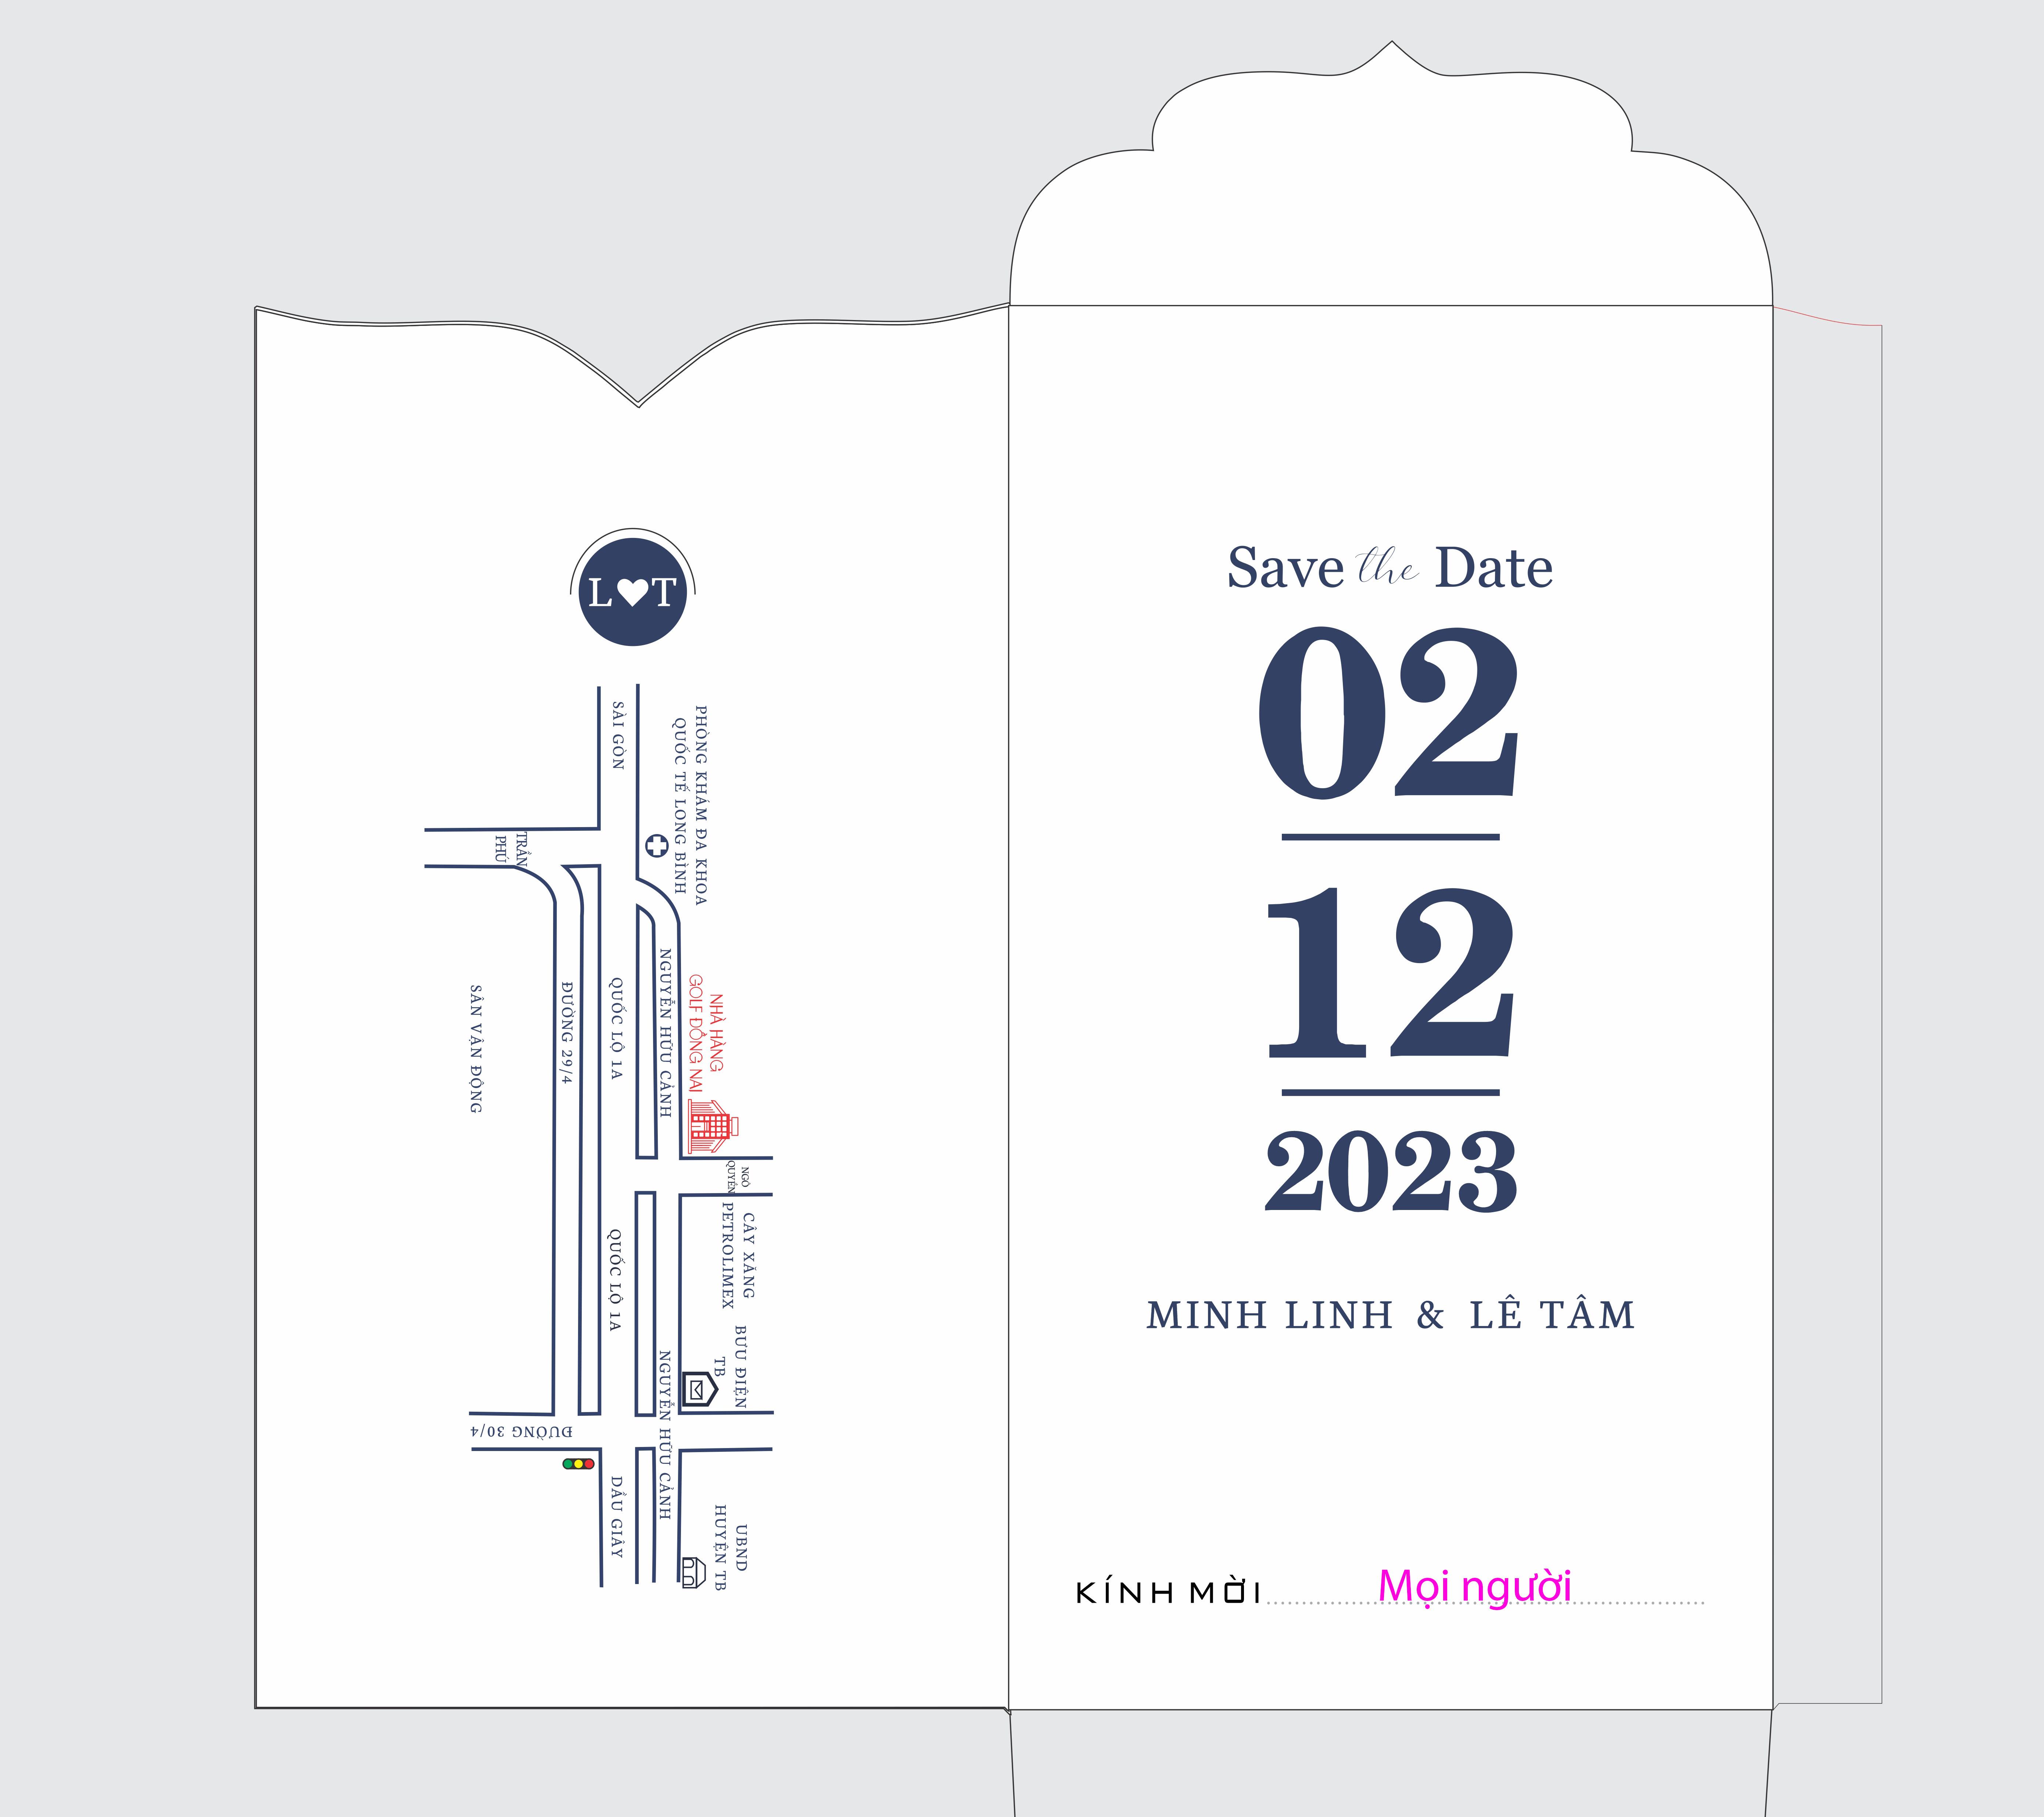 L T
SÀI GÒN
PHÒNG KHÁM ĐA KHOA
QUỐC TẾ LONG BÌNH
TRẦN
PHÚ
NGUYỄN HỮU CẢNH
QUỐC LỘ 1A
ĐƯỜNG 29/4
SÂN VẬN ĐỘNG
NHÀ HÀNG
GOLF ĐỒNG NAI
NGÔ
QUYỀN
CÂY XĂNG
PETROLIMEX
QUỐC LỘ 1A
BƯU ĐIỆN
TB
NGUYỄN HỮU CẢNH
ĐƯỜNG 30/4
DẦU GIÂY
UBND
HUYỆN TB
Save the Date
02
12
2023
MINH LINH & LÊ TÂM
KÍNH MỜI Mọi người